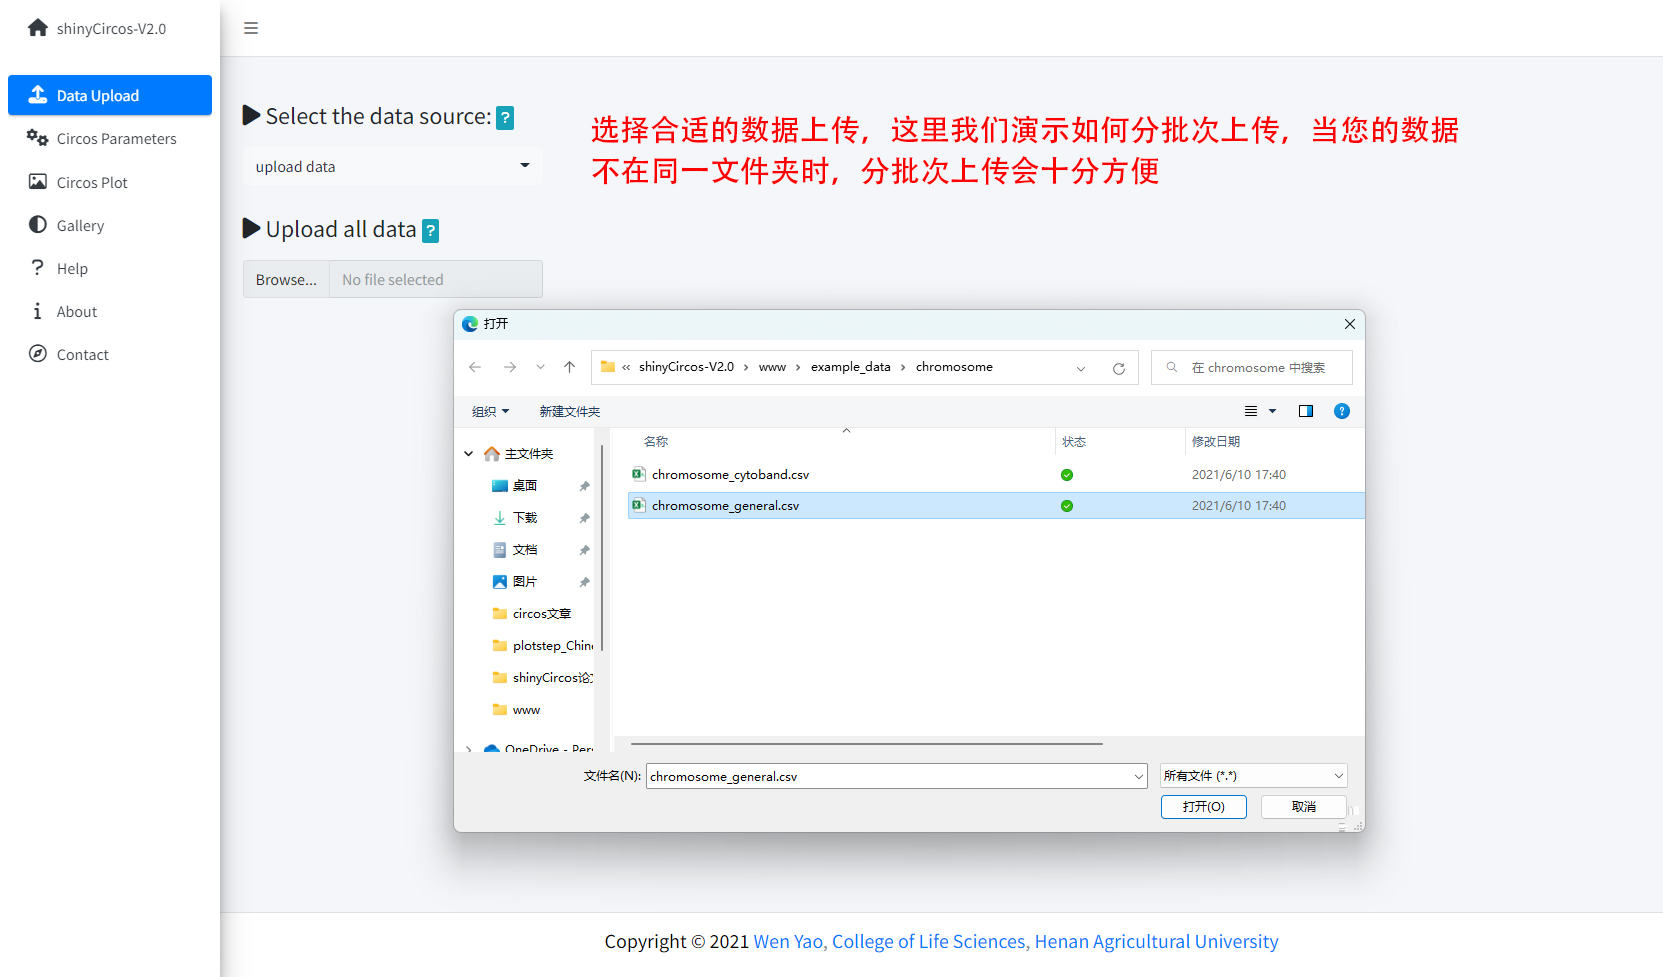 shinyCircos-V2.0
Data Upload
Circos Parameters
Circos Plot
Gallery
Help
About
Contact
Select the data source: ?
upload data
选择合适的数据上传，这里我们演示如何分批次上传，当您的数据
不在同一文件夹时，分批次上传会十分方便
Upload all data ?
Browse... No file selected
打开
« shinyCircos-V2.0 › www › example_data › chromosome
在 chromosome 中搜索
组织 新建文件夹
名称 状态 修改日期
主文件夹
桌面
下载
文档
图片
circos文章
plotstep_Chin
shinyCircos论
www
OneDrive - Per
chromosome_cytoband.csv 2021/6/10 17:40
chromosome_general.csv 2021/6/10 17:40
文件名(N): chromosome_general.csv 所有文件 (*.*)
打开(O) 取消
Copyright © 2021 Wen Yao, College of Life Sciences, Henan Agricultural University